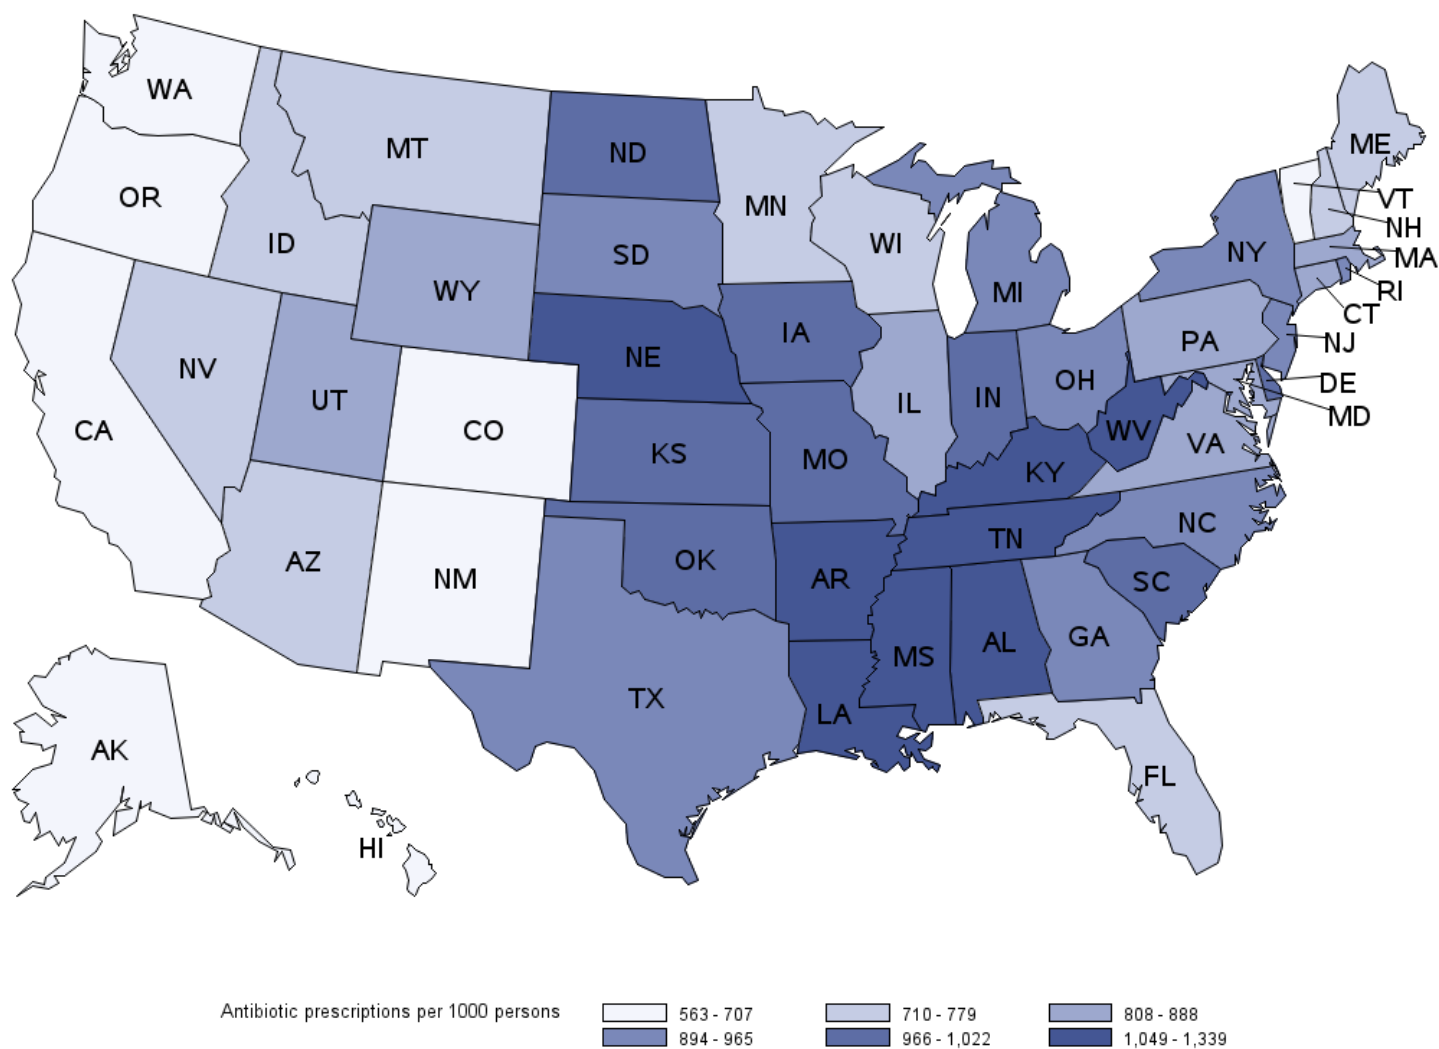 WA
MT
ND
ME
OR
MN
VT
ID
WI
NH
SD
NY
MA
WY
MI
RI
CT
IA
PA
NJ
NV
NE
UT
OH
DE
IN
IL
MD
CA
CO
WV
VA
KS
MO
KY
NC
AZ
OK
TN
NM
AR
SC
GA
MS
AL
TX
LA
AK
FL
HI
Antibiotic prescriptions per 1000 persons
563 - 707
710 - 779
808 - 888
894 - 965
966 - 1,022
1,049 - 1,339